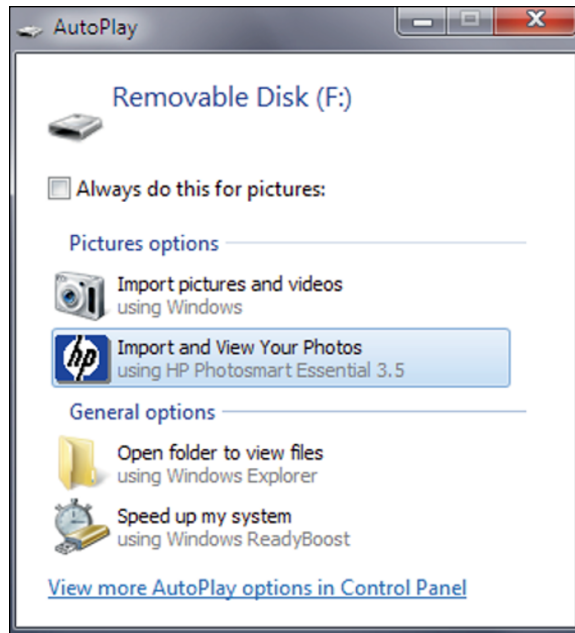 AutoPlay
Removable Disk (F:)
Always do this for pictures:
Pictures options
Import pictures and videos
using Windows
hp
Import and View Your Photos
using HP Photosmart Essential 3.5
General options
Open folder to view files
using Windows Explorer
Speed up my system
using Windows ReadyBoost
View more AutoPlay options in Control Panel